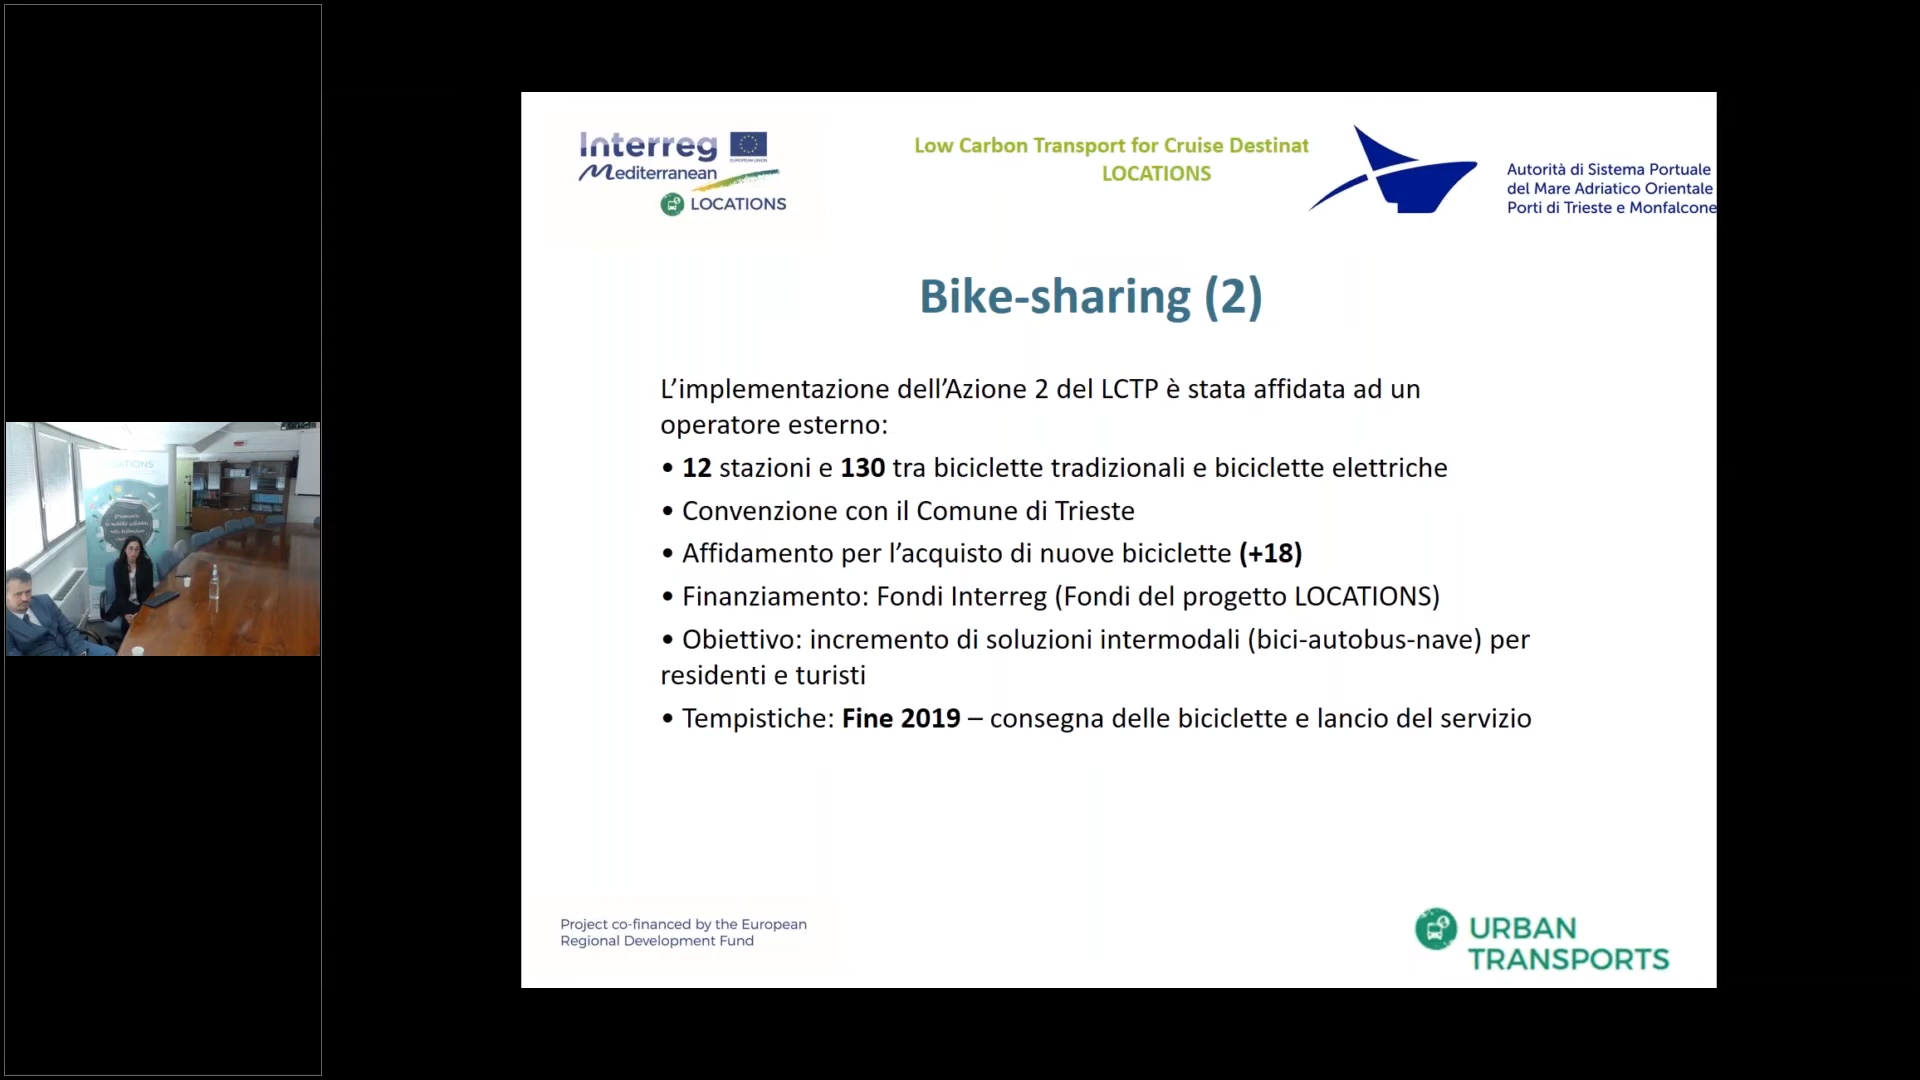 Interreg
EUROPEAN UNION
Mediterranean
LOCATIONS
Low Carbon Transport for Cruise Destinat
LOCATIONS
Autorità di Sistema Portuale
del Mare Adriatico Orientale
Porti di Trieste e Monfalcone
Bike-sharing (2)
L’implementazione dell’Azione 2 del LCTP è stata affidata ad un
operatore esterno:
• 12 stazioni e 130 tra biciclette tradizionali e biciclette elettriche
• Convenzione con il Comune di Trieste
• Affidamento per l’acquisto di nuove biciclette (+18)
• Finanziamento: Fondi Interreg (Fondi del progetto LOCATIONS)
• Obiettivo: incremento di soluzioni intermodali (bici-autobus-nave) per
residenti e turisti
• Tempistiche: Fine 2019 – consegna delle biciclette e lancio del servizio
Project co-financed by the European
Regional Development Fund
URBAN
TRANSPORTS